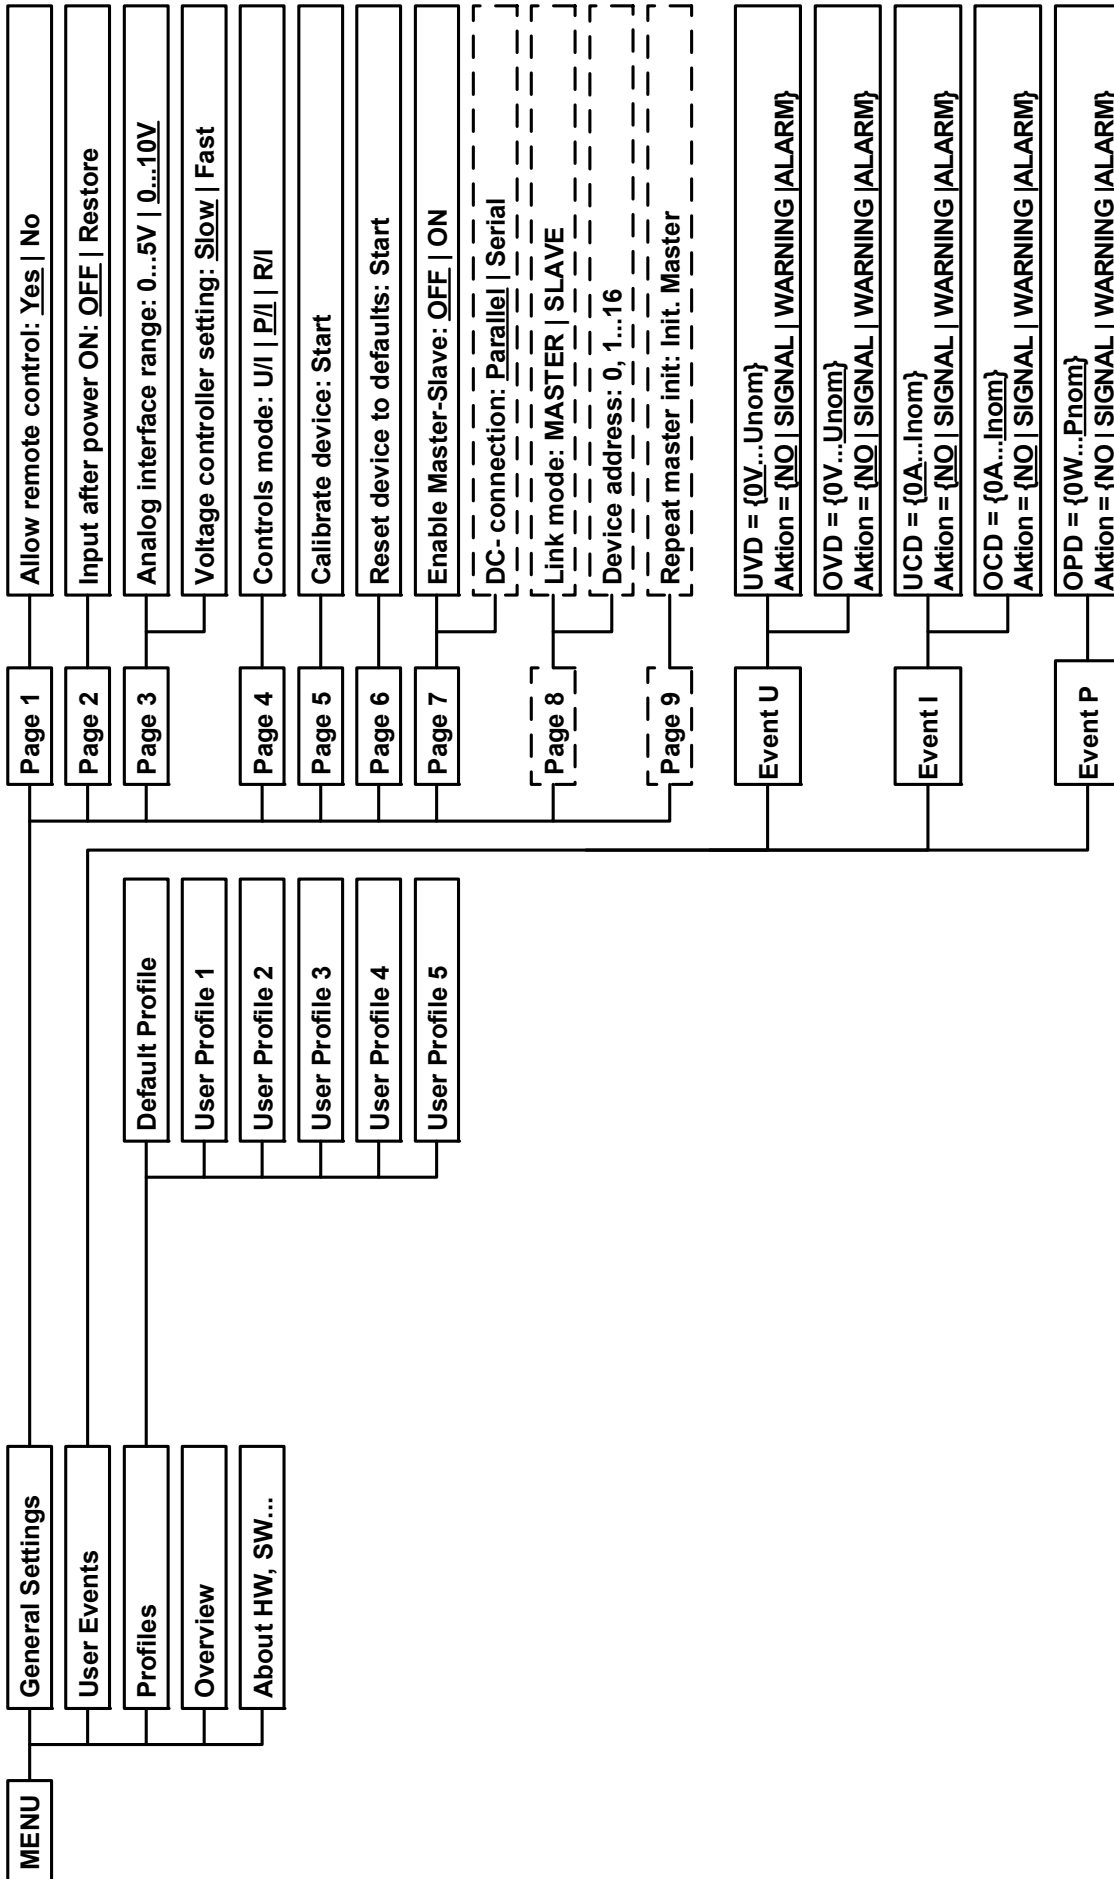 MENU
General Settings
User Events
Profiles
Overview
About HW, SW...
Default Profile
User Profile 1
User Profile 2
User Profile 3
User Profile 4
User Profile 5
Page 1
Allow remote control: Yes | No
Page 2
Input after power ON: OFF | Restore
Page 3
Analog interface range: 0...5V | 0...10V
Voltage controller setting: Slow | Fast
Page 4
Controls mode: U/I | P/I | R/I
Page 5
Calibrate device: Start
Page 6
Reset device to defaults: Start
Page 7
Enable Master-Slave: OFF | ON
DC- connection: Parallel | Serial
Page 8
Link mode: MASTER | SLAVE
Device address: 0, 1...16
Page 9
Repeat master init: Init. Master
Event U
UVD = {0V...Unom}
Aktion = {NO | SIGNAL | WARNING |ALARM}
OVD = {0V...Unom}
Aktion = {NO | SIGNAL | WARNING |ALARM}
Event I
UCD = {0A...Inom}
Aktion = {NO | SIGNAL | WARNING |ALARM}
OCD = {0A...Inom}
Aktion = {NO | SIGNAL | WARNING |ALARM}
Event P
OPD = {0W...Pnom}
Aktion = {NO | SIGNAL | WARNING |ALARM}